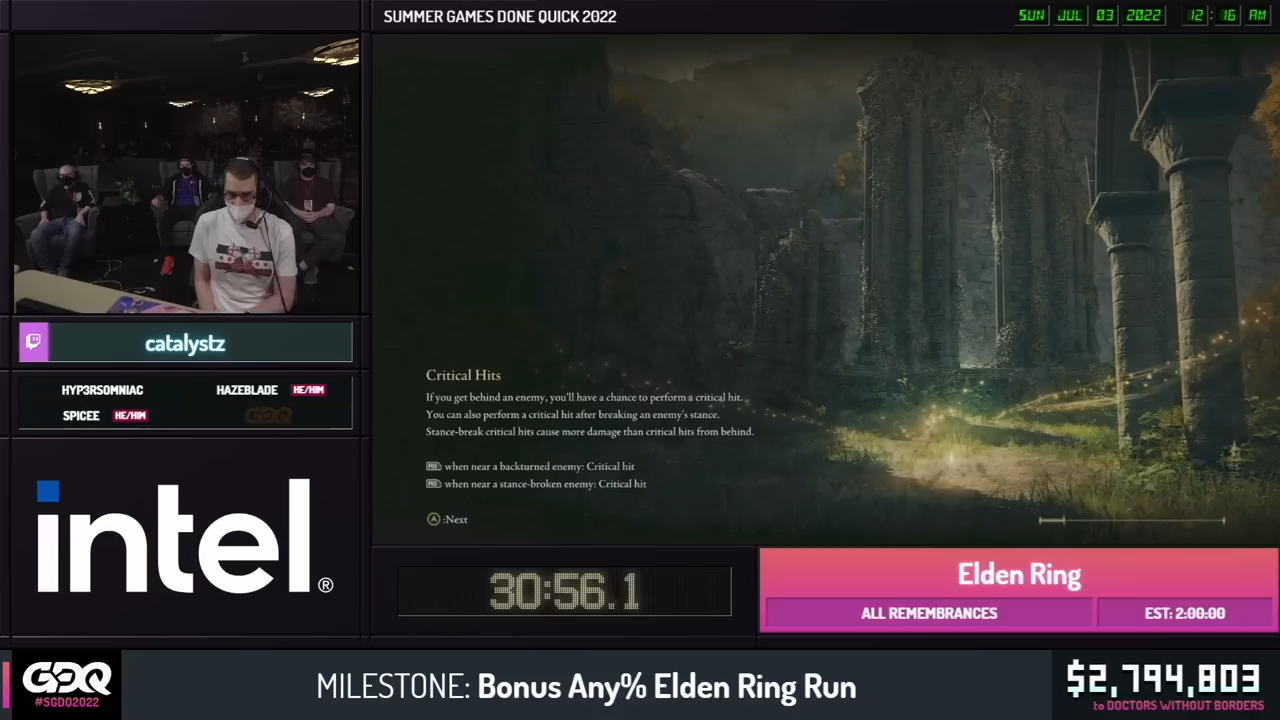 SUMMER GAMES DONE QUICK 2022
SUN JUL 03 2022 12:16 AM
catalystz
HYP3RSOMNIAC
HAZEBLADE HE/HIM
SPICEE HE/HIM
GDQ
intel®
Critical Hits
If you get behind an enemy, you'll have a chance to perform a critical hit.
You can also perform a critical hit after breaking an enemy's stance.
Stance-break critical hits cause more damage than critical hits from behind.
RB when near a backturned enemy: Critical hit
RB when near a stance-broken enemy: Critical hit
A :Next
30:56.1
Elden Ring
ALL REMEMBRANCES
EST: 2:00:00
GDQ
#SGDQ2022
MILESTONE: Bonus Any% Elden Ring Run
$2,794,803
to DOCTORS WITHOUT BORDERS